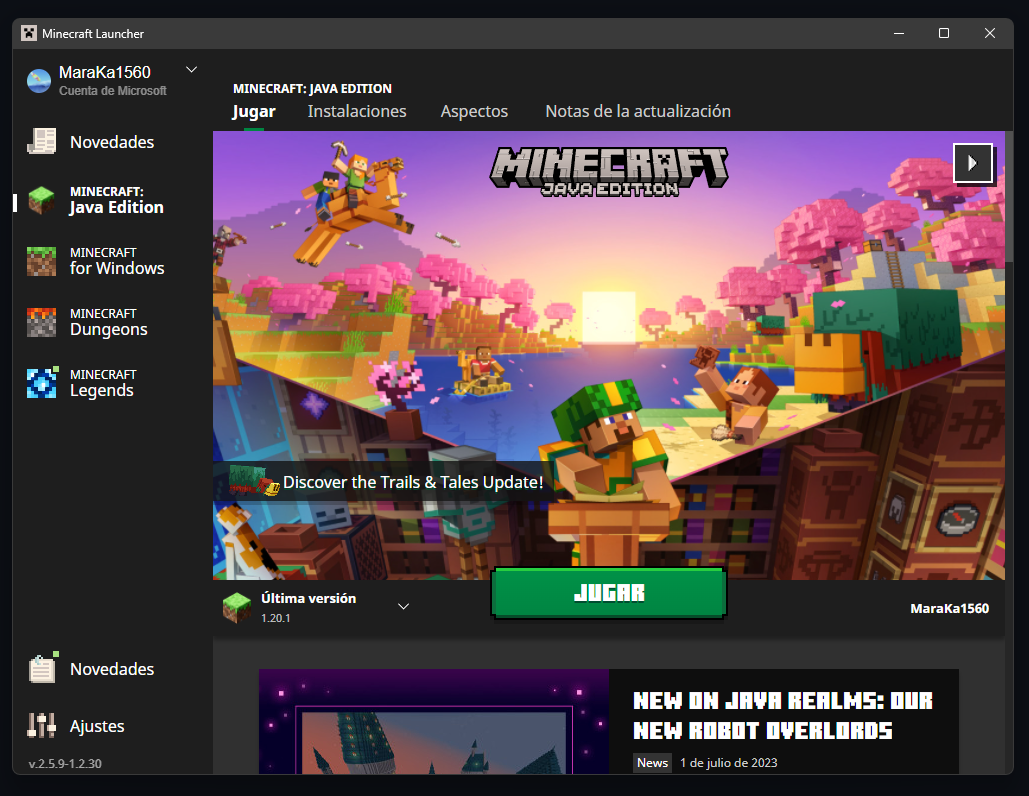 Minecraft Launcher
MaraKa1560
Cuenta de Microsoft
Novedades
MINECRAFT:
Java Edition
MINECRAFT
for Windows
MINECRAFT
Dungeons
MINECRAFT
Legends
Novedades
Ajustes
v.2.5.9-1.2.30
MINECRAFT: JAVA EDITION
Jugar Instalaciones Aspectos Notas de la actualización
MINECRAFT
JAVA EDITION
Discover the Trails & Tales Update!
Última versión
1.20.1
JUGAR
MaraKa1560
NEW ON JAVA REALMS: OUR
NEW ROBOT OVERLORDS
News 1 de julio de 2023